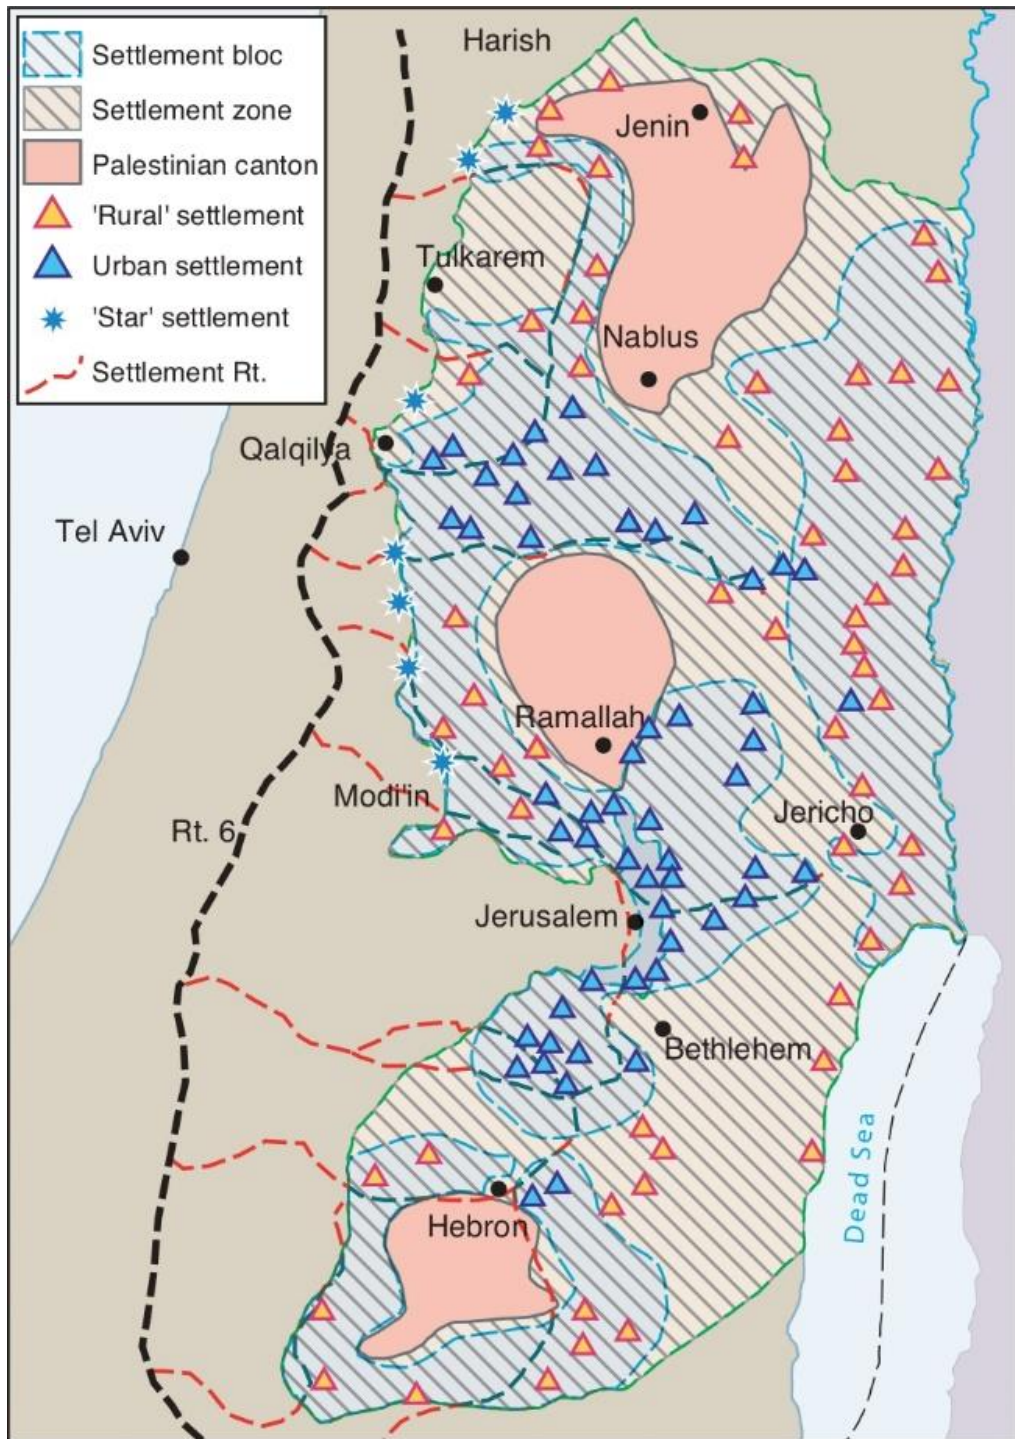 Settlement bloc
Settlement zone
Palestinian canton
'Rural' settlement
Urban settlement
'Star' settlement
Settlement Rt.
Harish
Jenin
Tulkarem
Nablus
Qalqilya
Tel Aviv
Ramallah
Modi'in
Jericho
Rt. 6
Jerusalem
Bethlehem
Hebron
Dead Sea